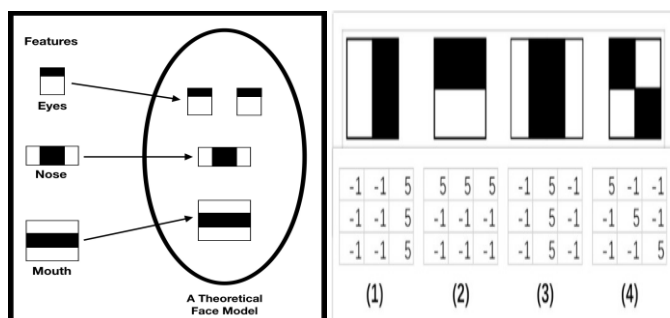 Features
Eyes
Nose
Mouth
A Theoretical
Face Model
-1 -1 5 5 5 5 -1 5 -1 5 -1 -1
-1 -1 5 -1 -1 -1 -1 5 -1 -1 5 -1
-1 -1 5 -1 -1 -1 -1 5 -1 -1 -1 5
(1) (2) (3) (4)